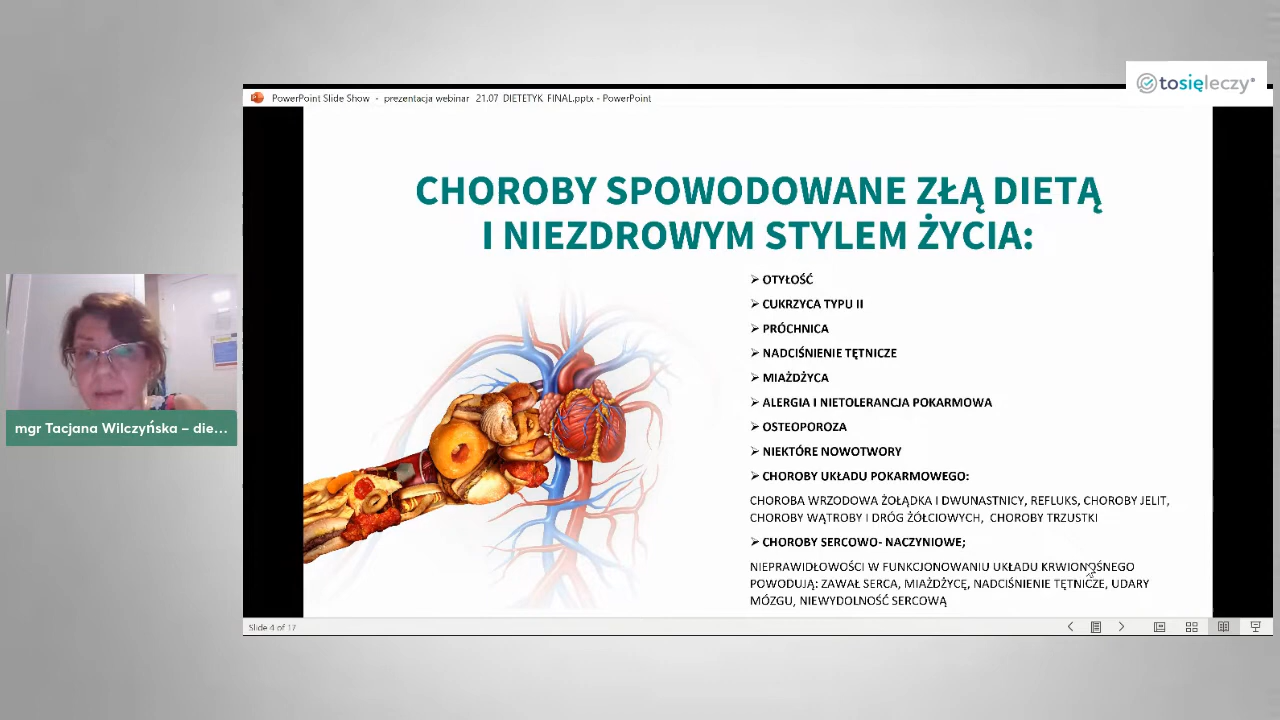 tosięleczy
PowerPoint Slide Show - prezentacja webinar 21.07 DIETETYK FINAL.pptx - PowerPoint
CHOROBY SPOWODOWANE ZŁĄ DIETĄ
I NIEZDROWYM STYLEM ŻYCIA:
➢ OTYŁOŚĆ
➢ CUKRZYCA TYPU II
➢ PRÓCHNICA
➢ NADCIŚNIENIE TĘTNICZE
➢ MIAŻDŻYCA
➢ ALERGIA I NIETOLERANCJA POKARMOWA
➢ OSTEOPOROZA
➢ NIEKTÓRE NOWOTWORY
➢ CHOROBY UKŁADU POKARMOWEGO:
CHOROBA WRZODOWA ŻOŁĄDKA I DWUNASTNICY, REFLUKS, CHOROBY JELIT,
CHOROBY WĄTROBY I DRÓG ŻÓŁCIOWYCH, CHOROBY TRZUSTKI
➢ CHOROBY SERCOWO- NACZYNIOWE;
NIEPRAWIDŁOWOŚCI W FUNKCJONOWANIU UKŁADU KRWIONOŚNEGO
POWODUJĄ: ZAWAŁ SERCA, MIAŻDŻYCĘ, NADCIŚNIENIE TĘTNICZE, UDARY
MÓZGU, NIEWYDOLNOŚĆ SERCOWĄ
mgr Tacjana Wilczyńska – die...
Slide 4 of 17